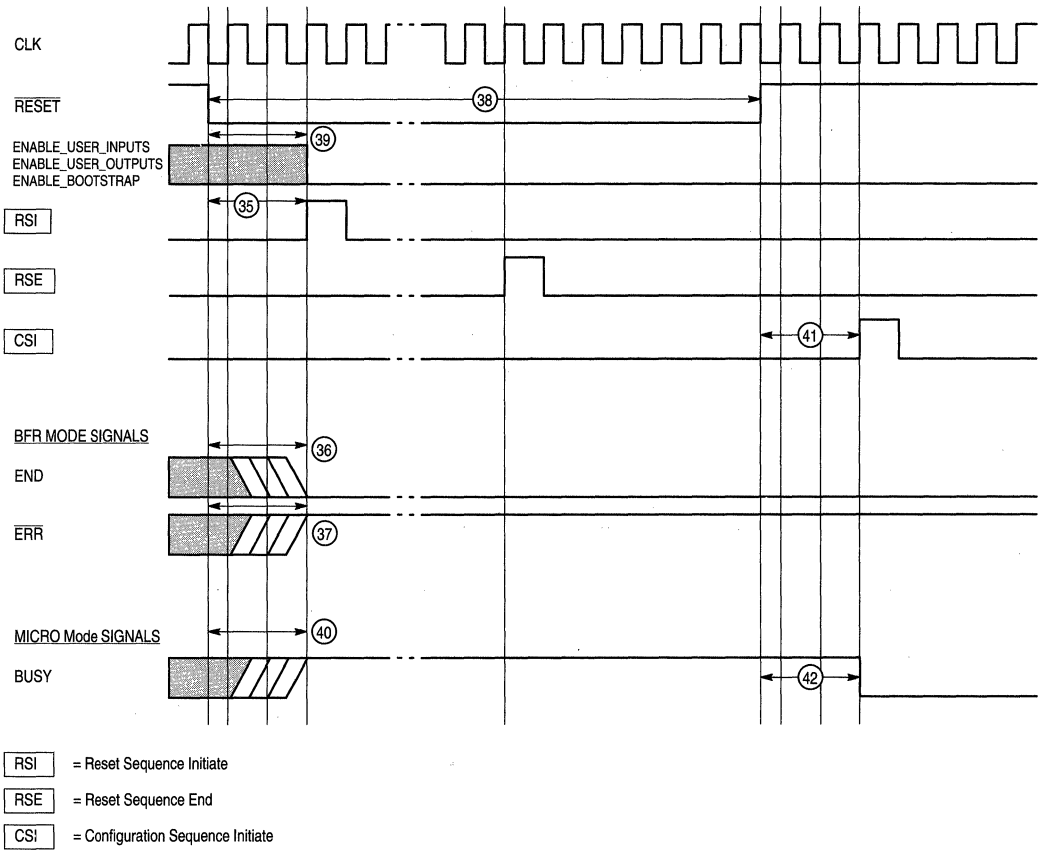 CLK
RESET
38
39
ENABLE_USER_INPUTS
ENABLE_USER_OUTPUTS
ENABLE_BOOTSTRAP
35
RSI
RSE
CSI
41
BFR MODE SIGNALS
36
END
ERR
37
MICRO Mode SIGNALS
40
BUSY
42
RSI = Reset Sequence Initiate
RSE = Reset Sequence End
CSI = Configuration Sequence Initiate